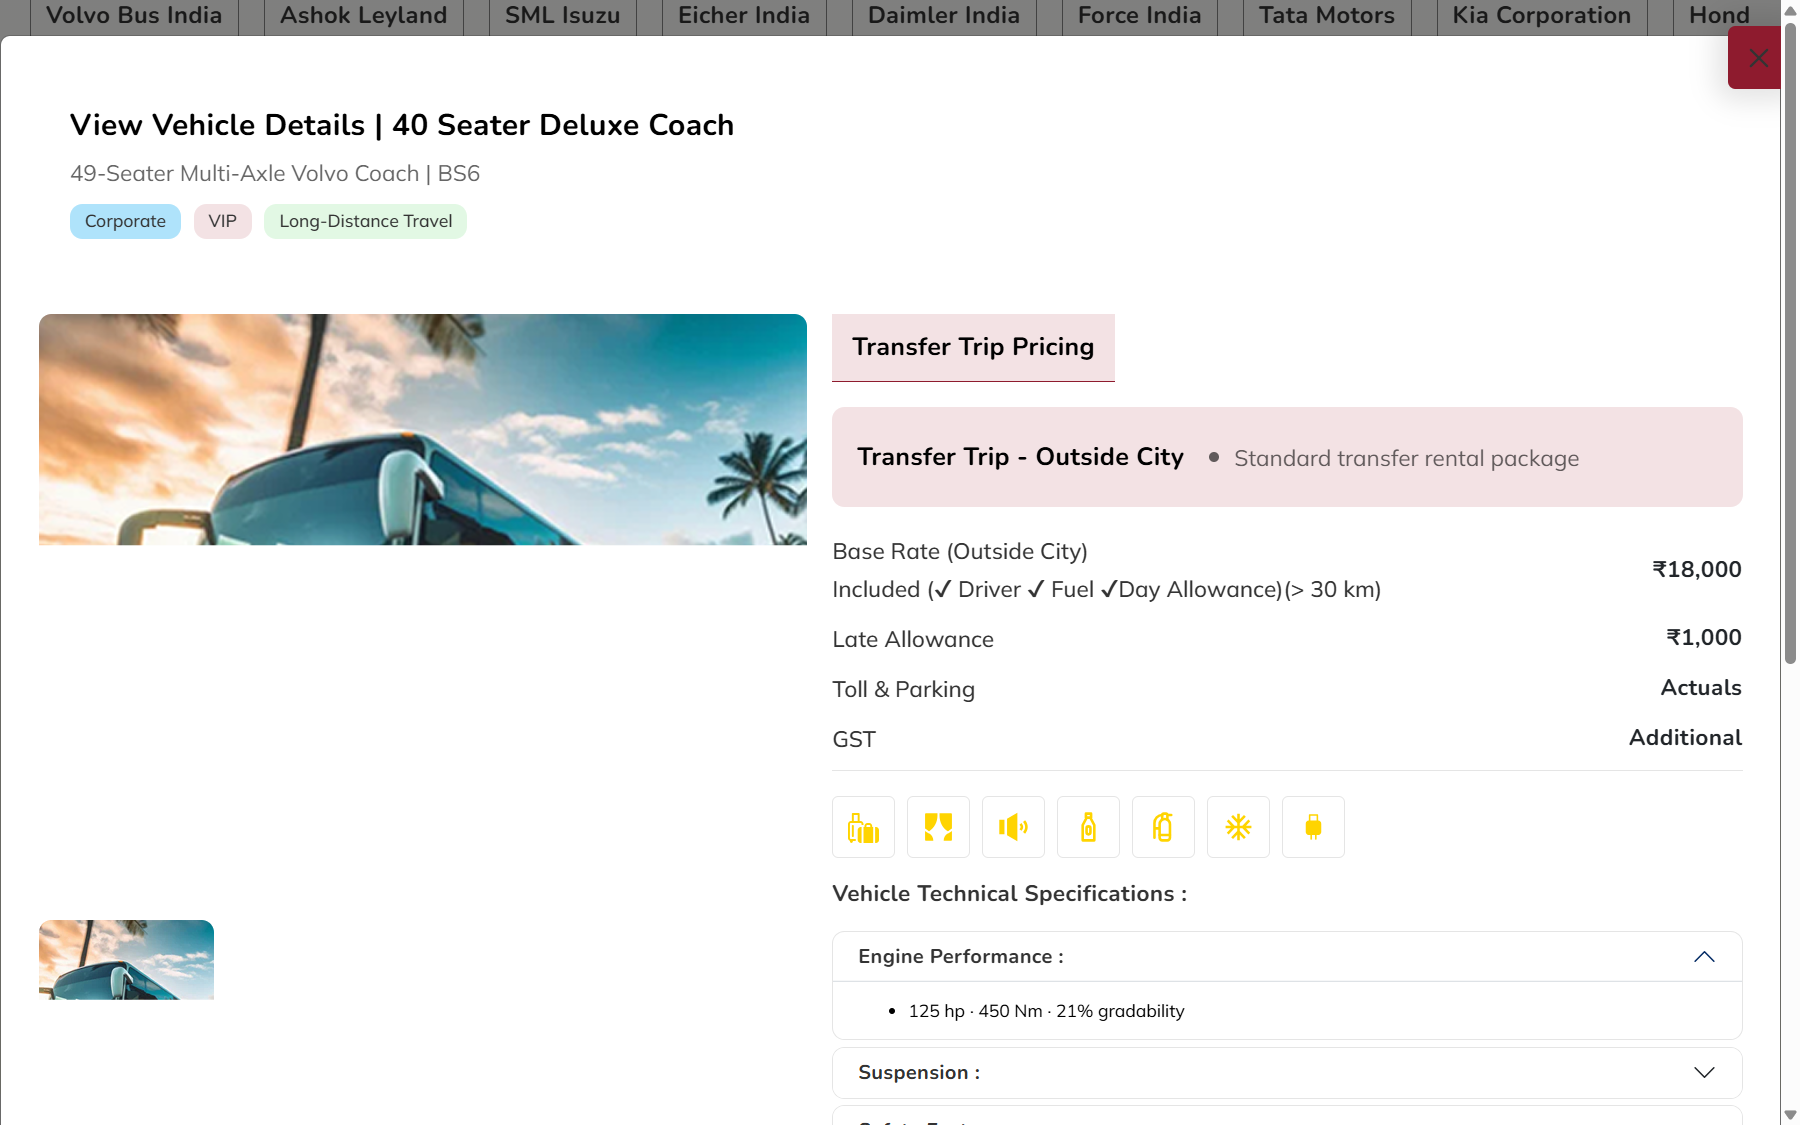 Volvo Bus India Ashok Leyland SML Isuzu Eicher India Daimler India Force India Tata Motors Kia Corporation Hond
View Vehicle Details | 40 Seater Deluxe Coach
49-Seater Multi-Axle Volvo Coach | BS6
Corporate VIP Long-Distance Travel
Transfer Trip Pricing
Transfer Trip - Outside City • Standard transfer rental package
Base Rate (Outside City)
Included (✓ Driver ✓ Fuel ✓Day Allowance)(> 30 km) ₹18,000
Late Allowance ₹1,000
Toll & Parking Actuals
GST Additional
Vehicle Technical Specifications :
Engine Performance :
• 125 hp · 450 Nm · 21% gradability
Suspension :